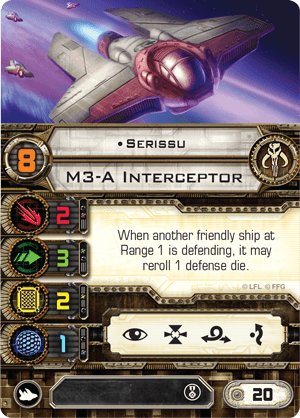 • Serissu
8
M3-A Interceptor
2
3
2
1
When another friendly ship at
Range 1 is defending, it may
reroll 1 defense die.
©LFL ©FFG
20